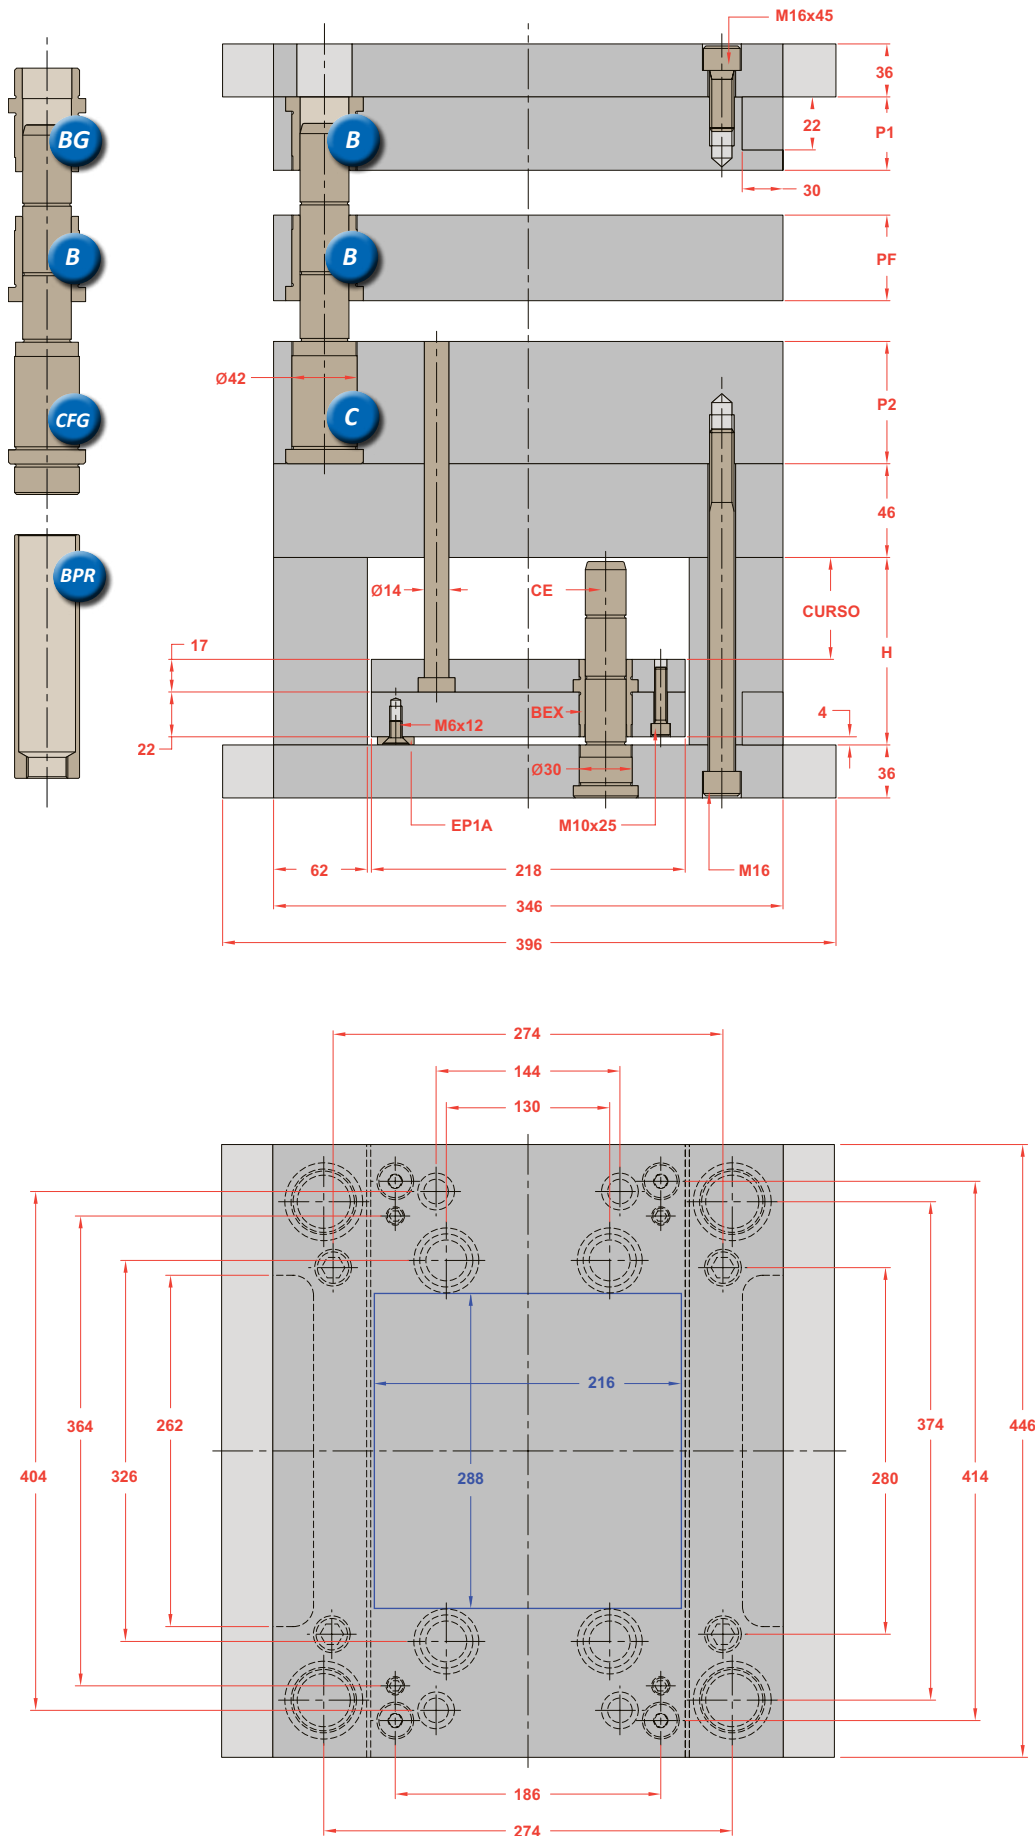 M16x45
36
22
P1
BG
B
30
B
B
PF
Ø42
P2
CFG
C
46
BPR
Ø14
CE
CURSO
17
H
BEX
4
M6x12
22
Ø30
36
EP1A
M10x25
62
218
M16
346
396
274
144
130
216
364
262
374
446
404
326
288
280
414
186
274